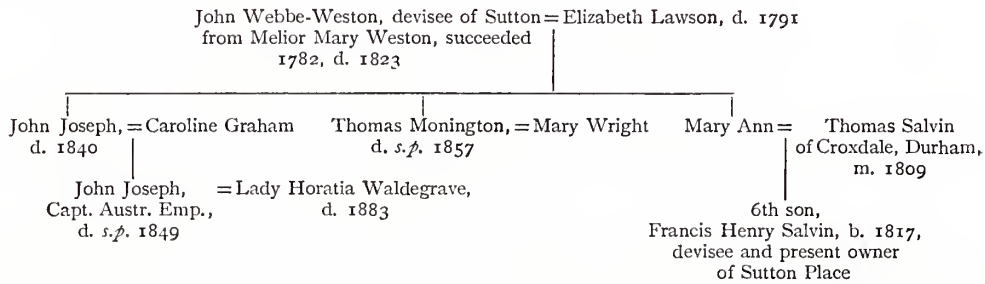 John Webbe-Weston, devisee of Sutton = Elizabeth Lawson, d. 1791
from Melior Mary Weston, succeeded
1782, d. 1823
John Joseph, = Caroline Graham
d. 1840
Thomas Monington, = Mary Wright
d. s.p. 1857
Mary Ann = Thomas Salvin
of Croxdale, Durham,
m. 1809
John Joseph, = Lady Horatia Waldegrave,
Capt. Austr. Emp., d. 1883
d. s.p. 1849
6th son,
Francis Henry Salvin, b. 1817,
devisee and present owner
of Sutton Place